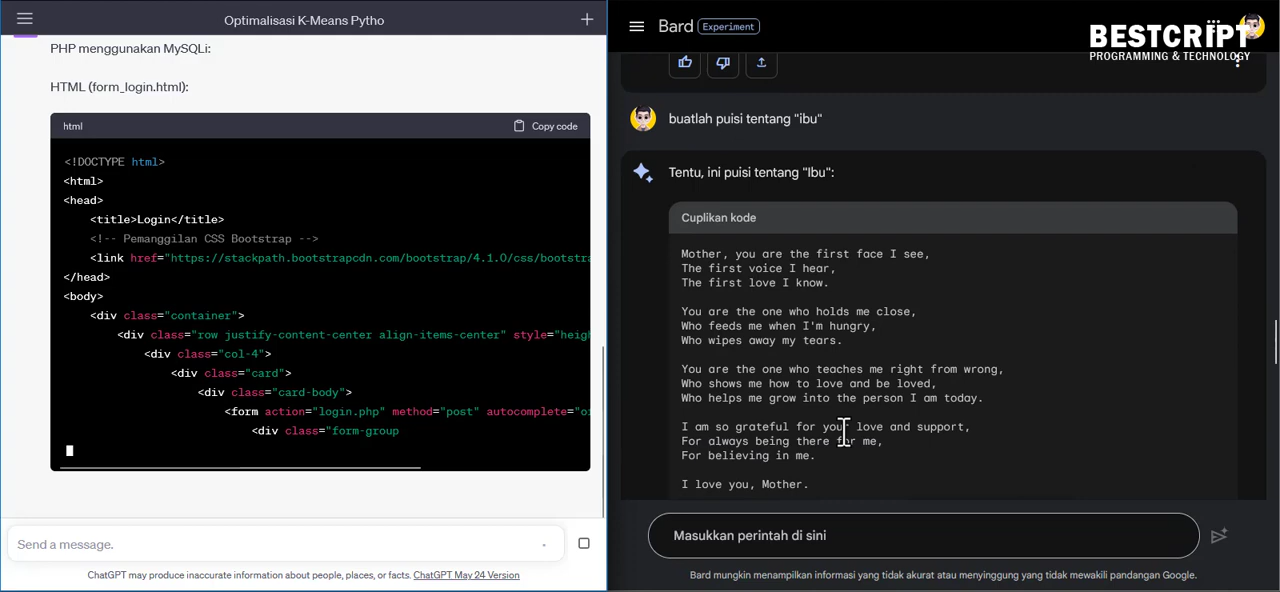 Optimalisasi K-Means Pytho
PHP menggunakan MySQLi:
HTML (form_login.html):
html
Copy code
<!DOCTYPE html>
<html>
<head>
<title>Login</title>
<!-- Pemanggilan CSS Bootstrap -->
<link href="https://stackpath.bootstrapcdn.com/bootstrap/4.1.0/css/bootstra
</head>
<body>
<div class="container">
<div class="row justify-content-center align-items-center" style="heigh
<div class="col-4">
<div class="card">
<div class="card-body">
<form action="login.php" method="post" autocomplete="of
<div class="form-group
Send a message.
ChatGPT may produce inaccurate information about people, places, or facts. ChatGPT May 24 Version
Bard Experiment
BESTCRIPT
PROGRAMMING & TECHNOLOGY
buatlah puisi tentang "ibu"
Tentu, ini puisi tentang "Ibu":
Cuplikan kode
Mother, you are the first face I see,
The first voice I hear,
The first love I know.
You are the one who holds me close,
Who feeds me when I'm hungry,
Who wipes away my tears.
You are the one who teaches me right from wrong,
Who shows me how to love and be loved,
Who helps me grow into the person I am today.
I am so grateful for your love and support,
For always being there for me,
For believing in me.
I love you, Mother.
Masukkan perintah di sini
Bard mungkin menampilkan informasi yang tidak akurat atau menyinggung yang tidak mewakili pandangan Google.